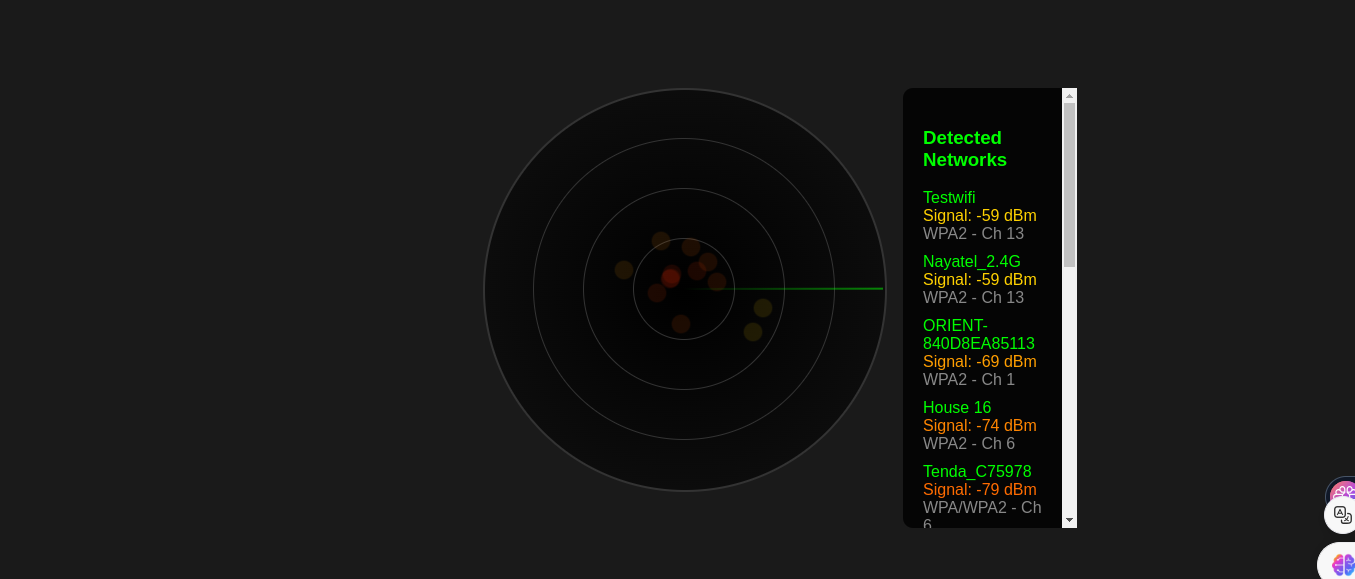 Detected
Networks
Testwifi
Signal: -59 dBm
WPA2 - Ch 13
Nayatel_2.4G
Signal: -59 dBm
WPA2 - Ch 13
ORIENT-
840D8EA85113
Signal: -69 dBm
WPA2 - Ch 1
House 16
Signal: -74 dBm
WPA2 - Ch 6
Tenda_C75978
Signal: -79 dBm
WPA/WPA2 - Ch
6